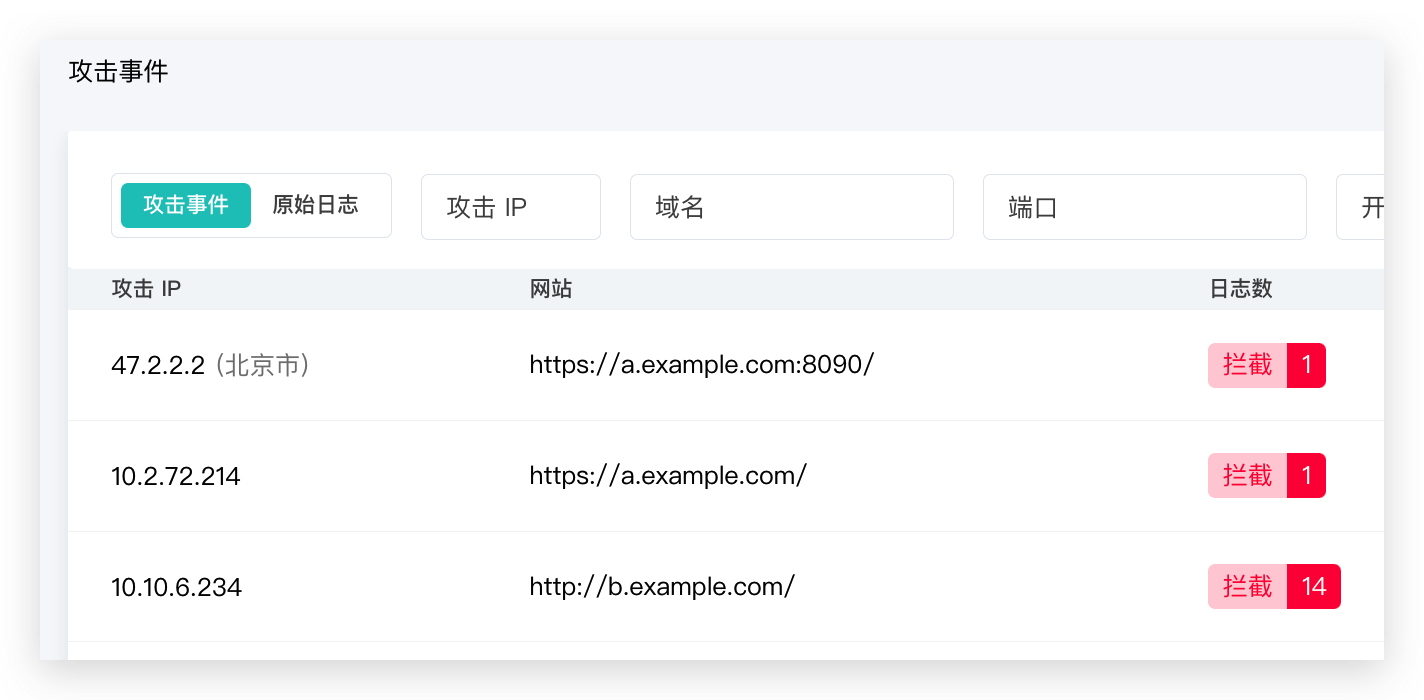 攻击事件
攻击事件 原始日志 攻击 IP 域名 端口 开
攻击 IP 网站 日志数
47.2.2.2 (北京市) https://a.example.com:8090/ 拦截 1
10.2.72.214 https://a.example.com/ 拦截 1
10.10.6.234 http://b.example.com/ 拦截 14